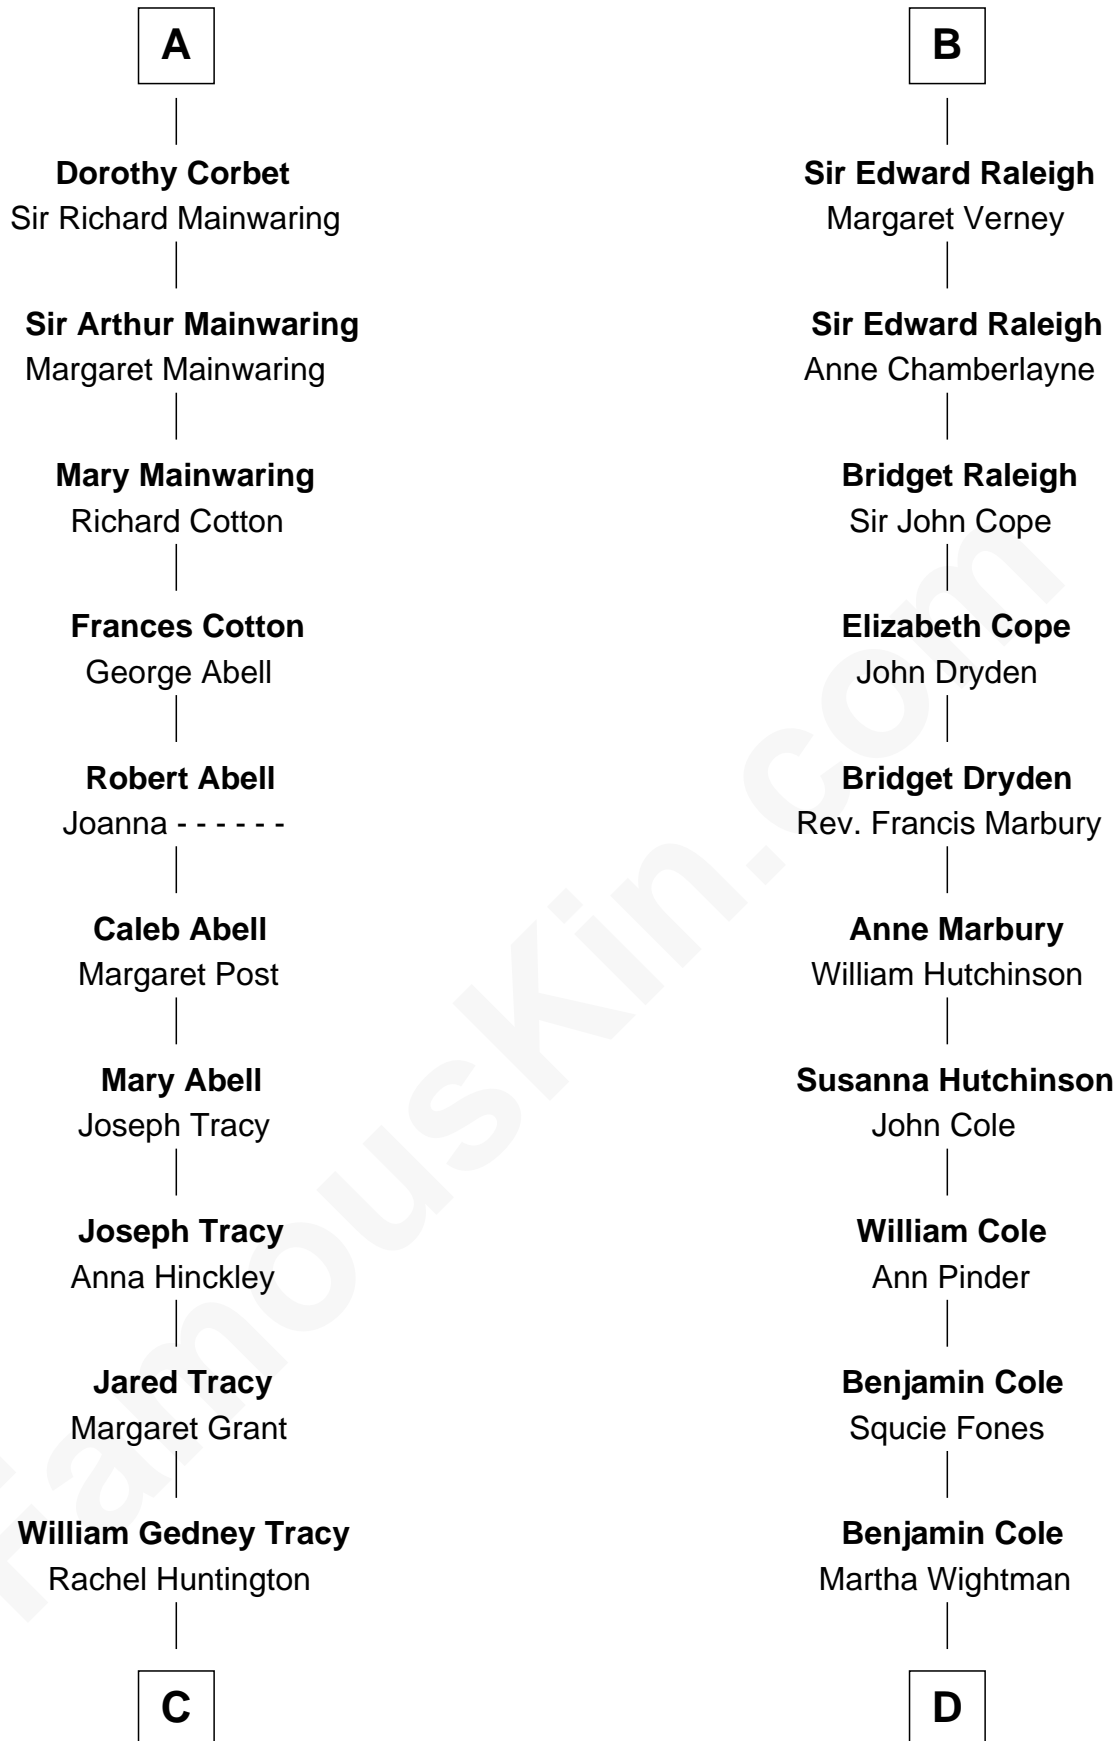 A
Dorothy Corbet
Sir Richard Mainwaring
Sir Arthur Mainwaring
Margaret Mainwaring
Mary Mainwaring
Richard Cotton
Frances Cotton
George Abell
Robert Abell
Joanna - - - - - -
Caleb Abell
Margaret Post
Mary Abell
Joseph Tracy
Joseph Tracy
Anna Hinckley
Jared Tracy
Margaret Grant
William Gedney Tracy
Rachel Huntington
C
B
Sir Edward Raleigh
Margaret Verney
Sir Edward Raleigh
Anne Chamberlayne
Bridget Raleigh
Sir John Cope
Elizabeth Cope
John Dryden
Bridget Dryden
Rev. Francis Marbury
Anne Marbury
William Hutchinson
Susanna Hutchinson
John Cole
William Cole
Ann Pinder
Benjamin Cole
Squcie Fones
Benjamin Cole
Martha Wightman
D
FamousKin.com